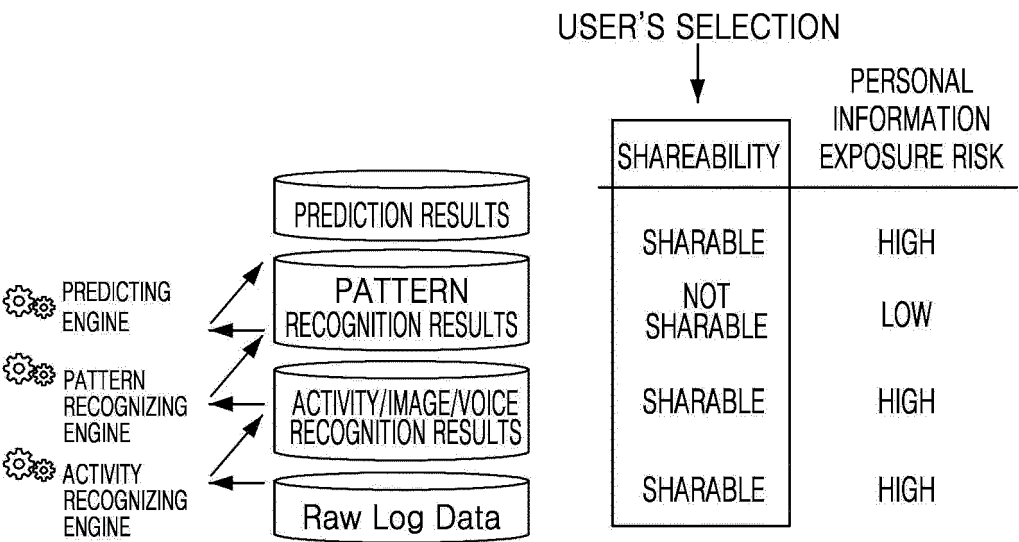 USER'S SELECTION
PERSONAL
INFORMATION
EXPOSURE RISK
SHAREABILITY
PREDICTION RESULTS
SHARABLE
HIGH
PREDICTING
ENGINE
PATTERN
RECOGNITION RESULTS
NOT
SHARABLE
LOW
PATTERN
RECOGNIZING
ENGINE
ACTIVITY/IMAGE/VOICE
RECOGNITION RESULTS
SHARABLE
HIGH
ACTIVITY
RECOGNIZING
ENGINE
Raw Log Data
SHARABLE
HIGH